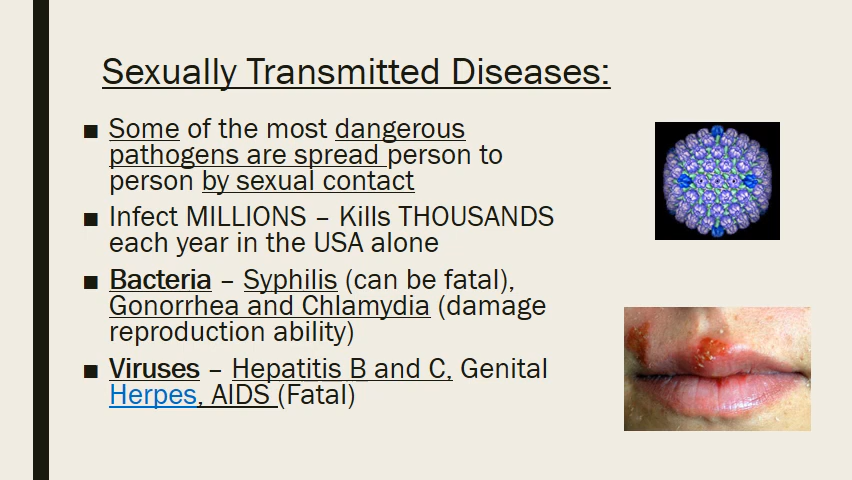 Sexually Transmitted Diseases:
■ Some of the most dangerous
pathogens are spread person to
person by sexual contact
■ Infect MILLIONS – Kills THOUSANDS
each year in the USA alone
■ Bacteria – Syphilis (can be fatal),
Gonorrhea and Chlamydia (damage
reproduction ability)
■ Viruses – Hepatitis B and C, Genital
Herpes, AIDS (Fatal)